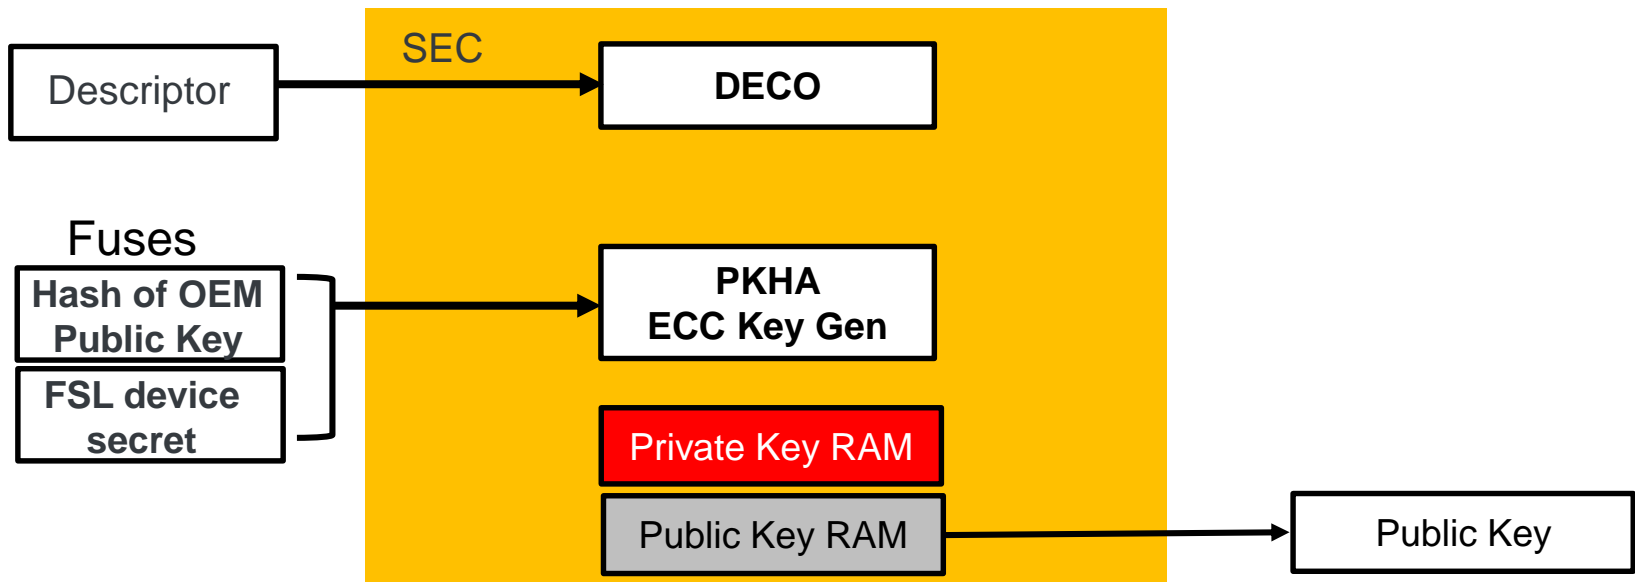 SEC
Descriptor
DECO
Fuses
Hash of OEM
Public Key
FSL device
secret
PKHA
ECC Key Gen
Private Key RAM
Public Key RAM
Public Key